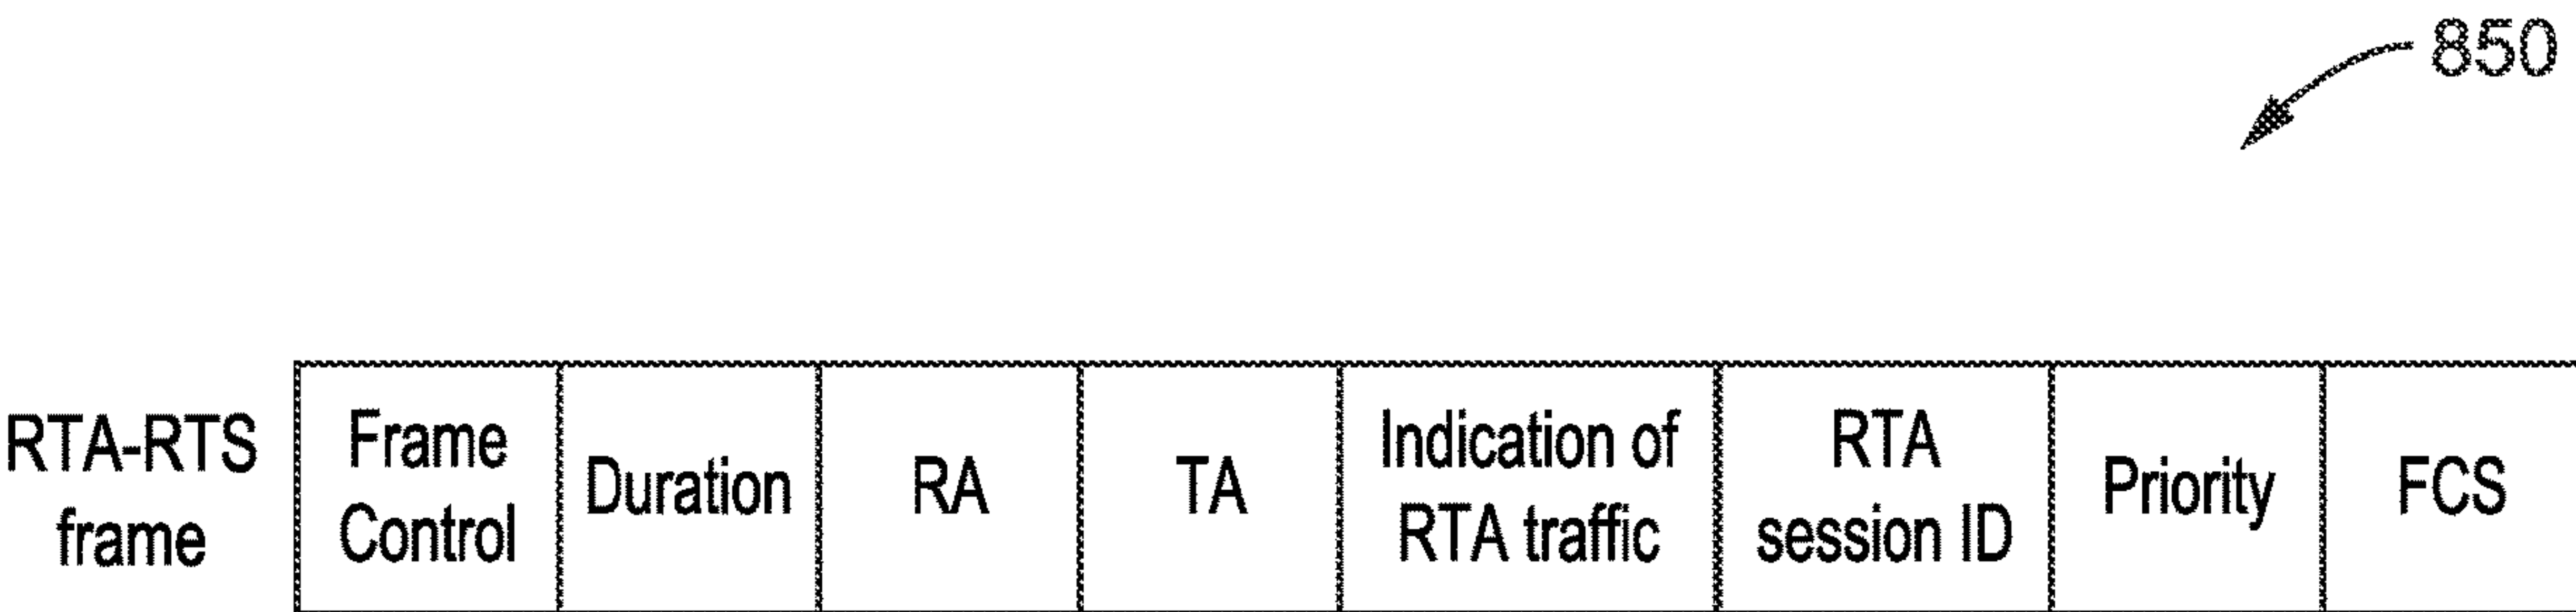 850
RTA-RTS
frame
Frame
Control
Duration
RA
TA
Indication of
RTA traffic
RTA
session ID
Priority
FCS